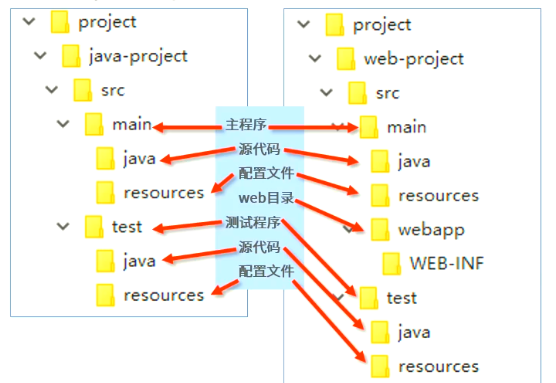 project
java-project
src
main
java
resources
test
java
resources
主程序
源代码
配置文件
web目录
测试程序
源代码
配置文件
project
web-project
src
main
java
resources
webapp
WEB-INF
test
java
resources